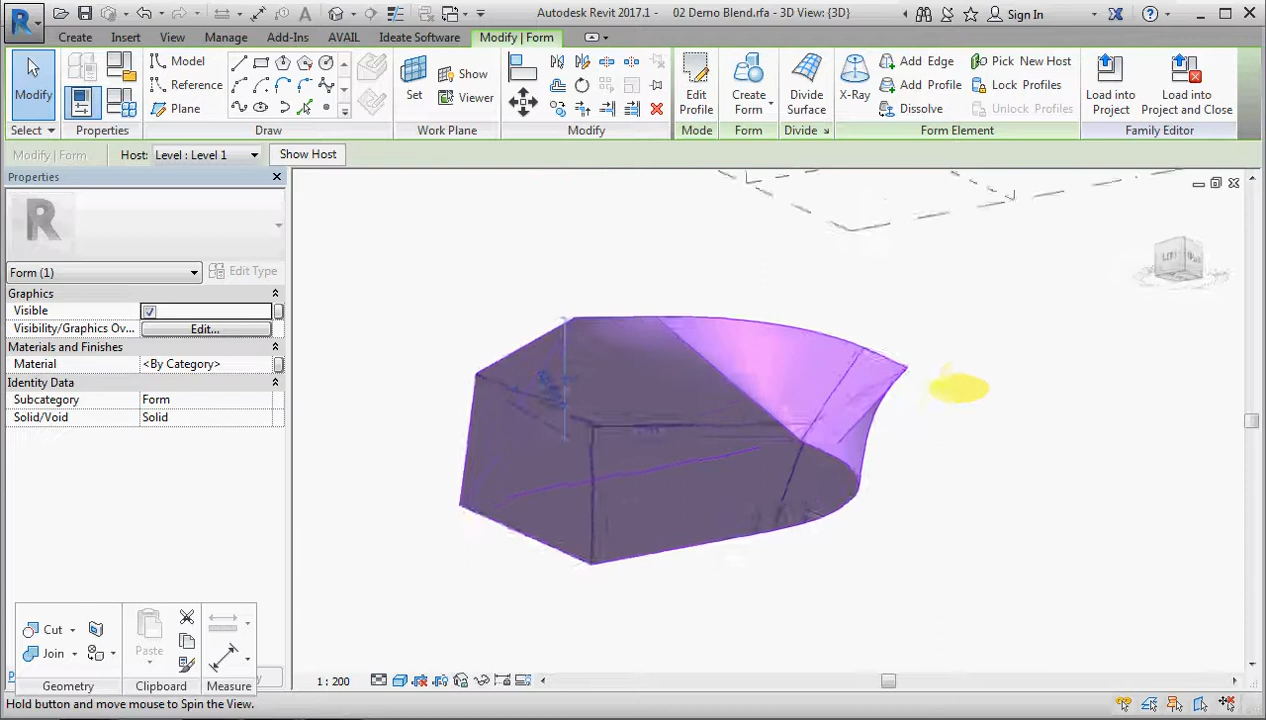 Autodesk Revit 2017.1 - 02 Demo Blend.rfa - 3D View: {3D}
Sign In
Create Insert View Manage Add-Ins AVAIL Ideate Software Modify | Form
Modify
Select
Properties
Model
Reference
Plane
Draw
Set
Show
Viewer
Work Plane
Modify
Edit
Profile
Mode
Create
Form
Form
Divide
Surface
Divide
X-Ray
Add Edge
Add Profile
Dissolve
Pick New Host
Lock Profiles
Unlock Profiles
Form Element
Load into
Project
Load into
Project and Close
Family Editor
Modify | Form Host: Level : Level 1 Show Host
Properties
R
Form (1) Edit Type
Graphics
Visible
Visibility/Graphics Ov... Edit...
Materials and Finishes
Material <By Category>
Identity Data
Subcategory Form
Solid/Void Solid
Cut
Join
Geometry
Paste
Clipboard
Measure
1 : 200
Hold button and move mouse to Spin the View.